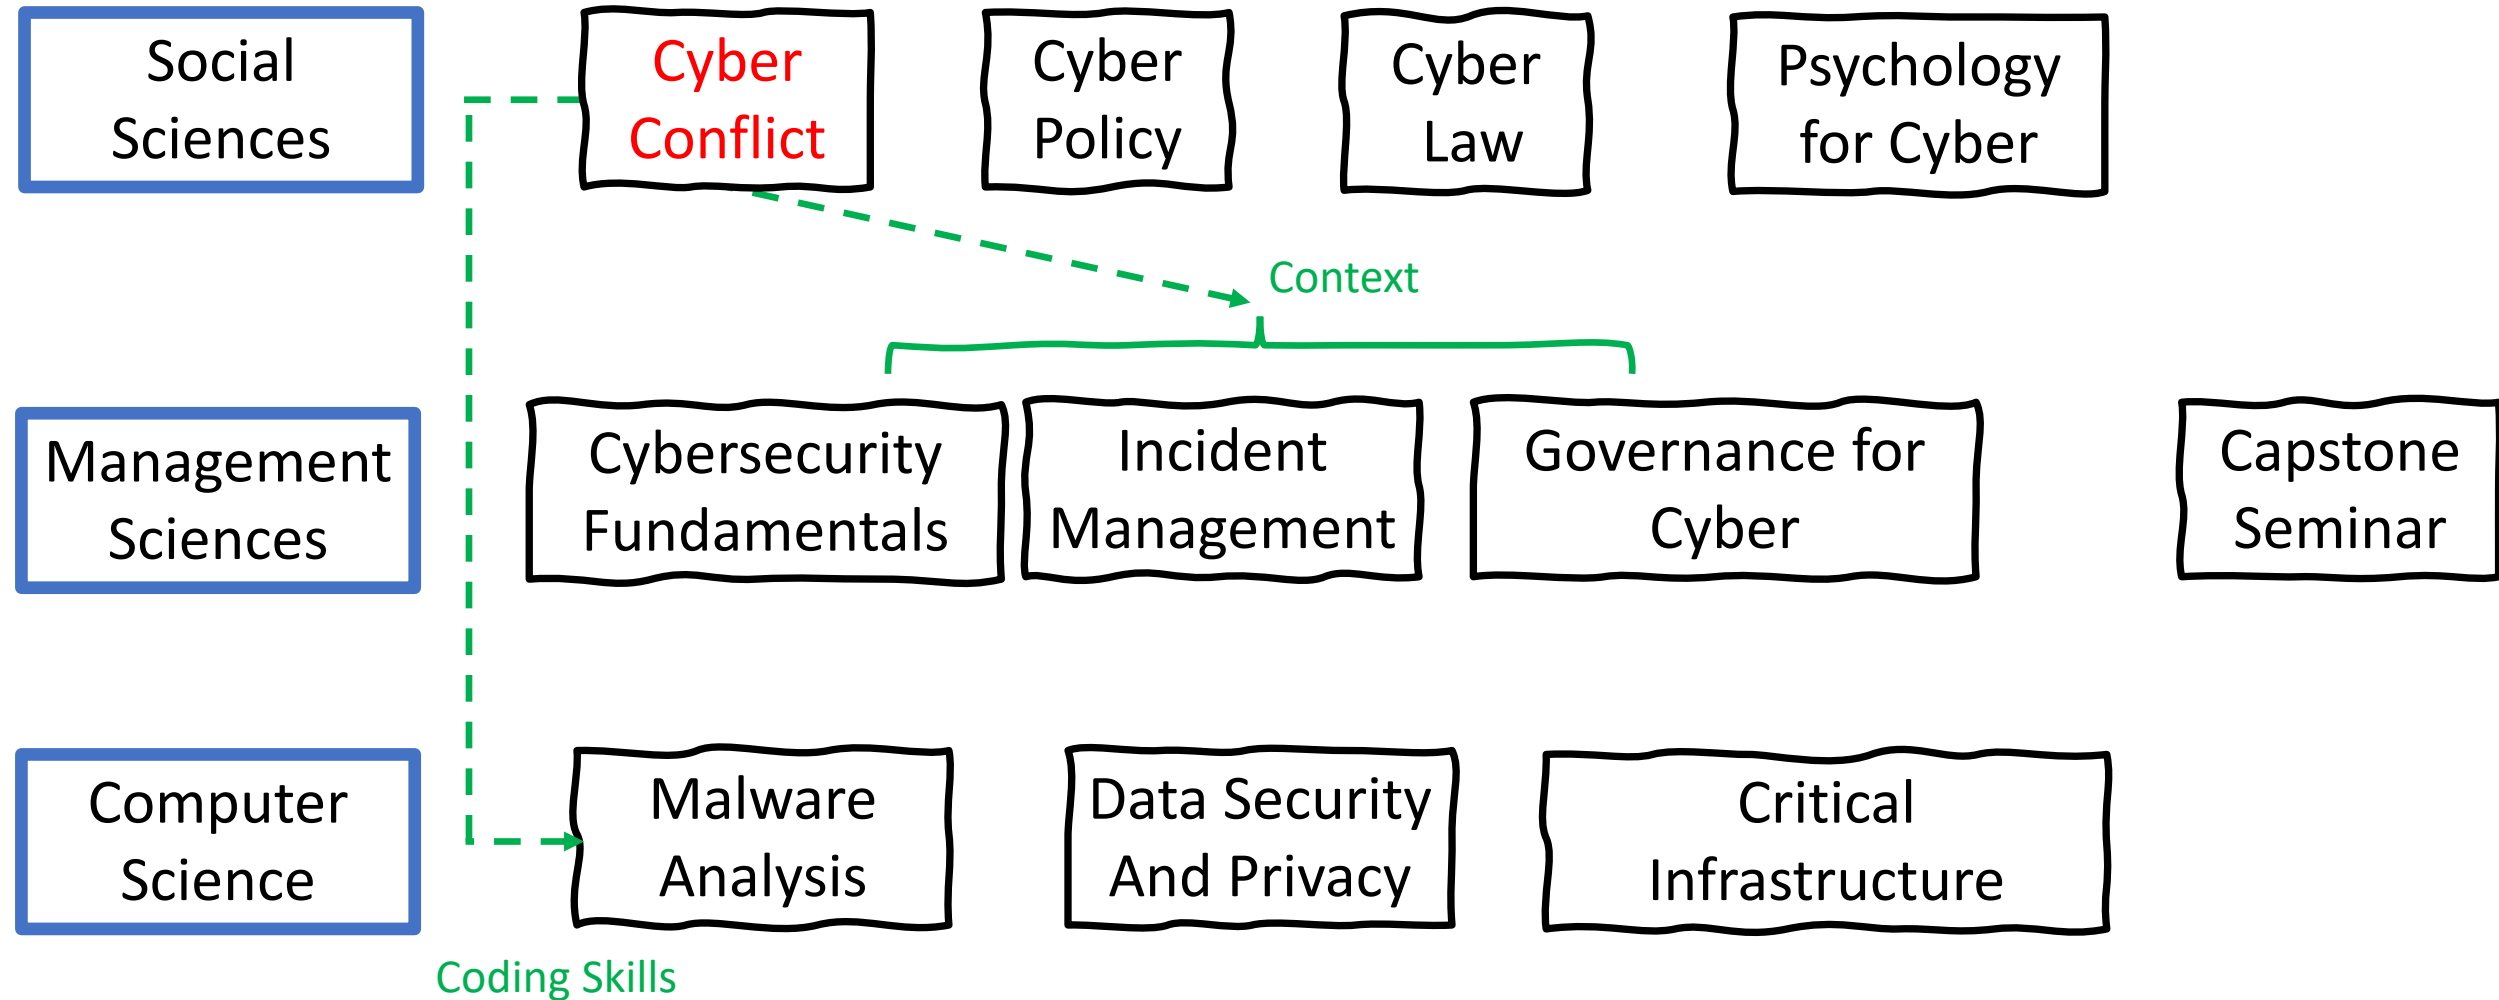 Social
Sciences
Cyber
Conflict
Cyber
Policy
Cyber
Law
Psychology
for Cyber
Context
Management
Sciences
Cybersecurity
Fundamentals
Incident
Management
Governance for
Cyber
Capstone
Seminar
Computer
Science
Malware
Analysis
Data Security
And Privacy
Critical
Infrastructure
Coding Skills